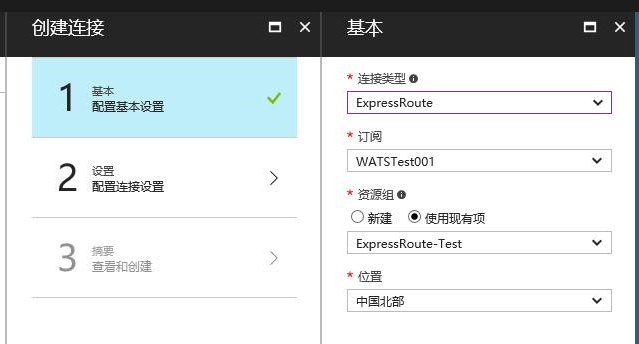 创建连接
1
基本
配置基本设置
2
设置
配置连接设置
3
摘要
查看和创建
基本
* 连接类型
ExpressRoute
* 订阅
WATSTest001
* 资源组
新建 使用现有项
ExpressRoute-Test
* 位置
中国北部